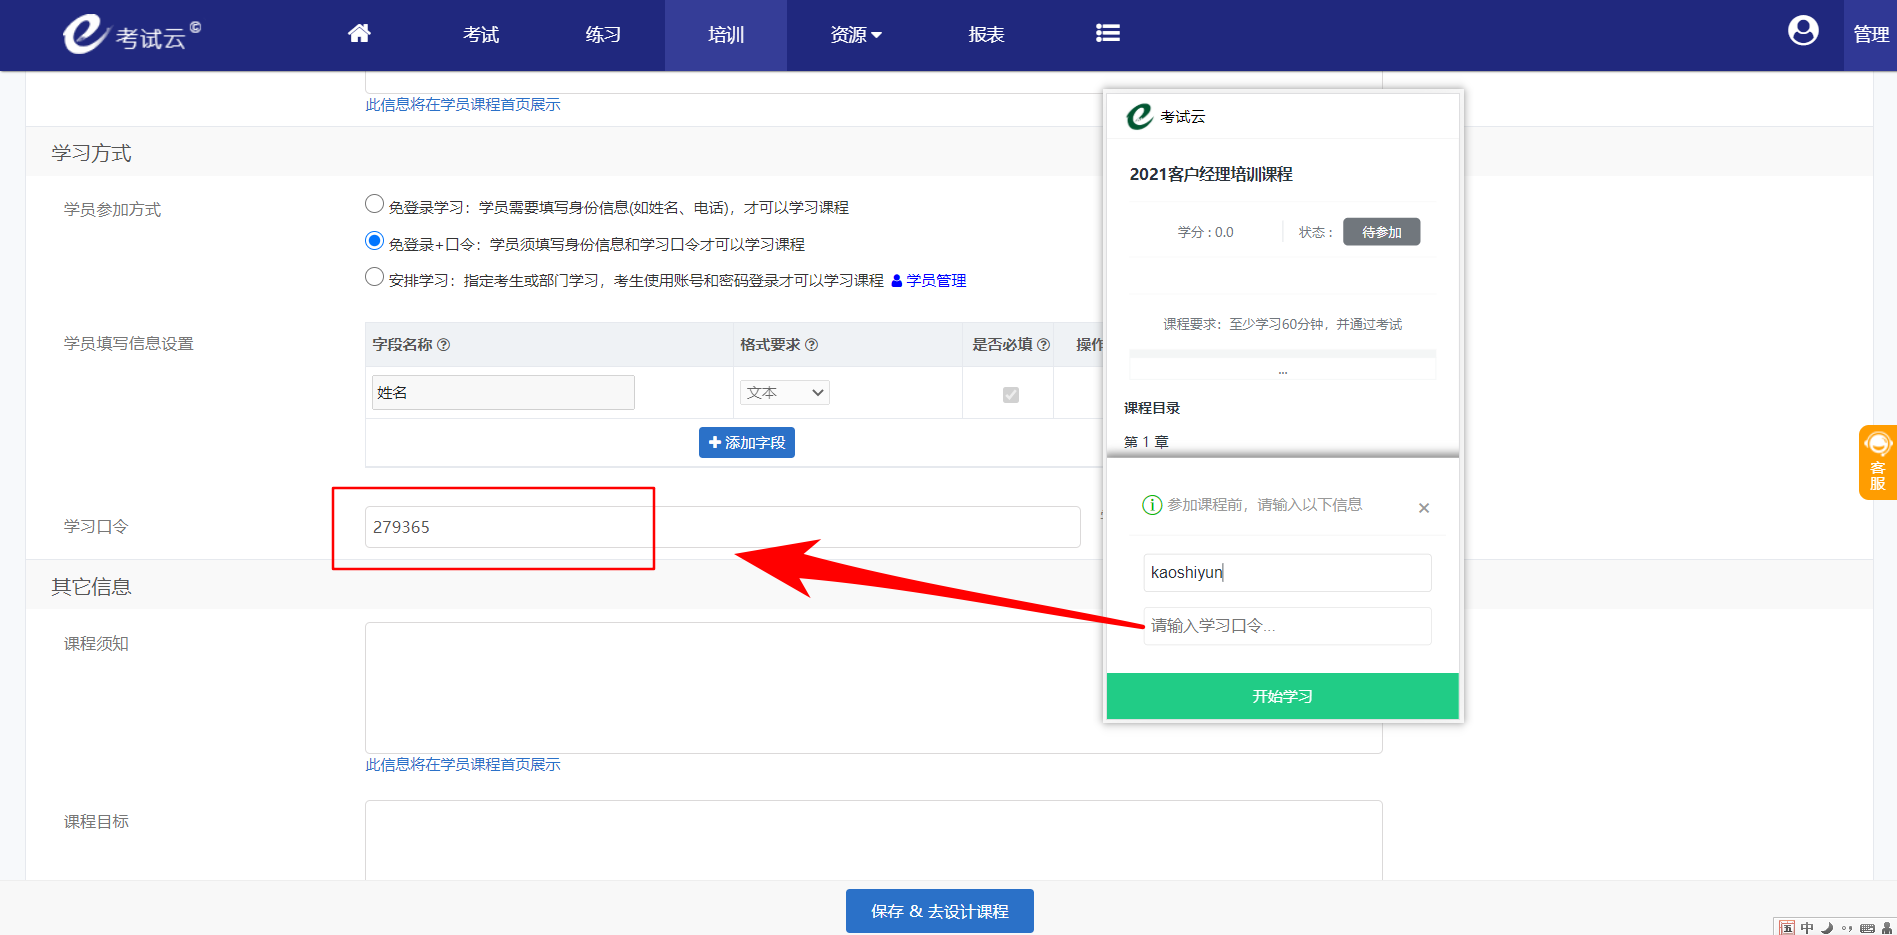 考试云©
考试
练习
培训
资源
报表
管理
此信息将在学员课程首页展示
学习方式
学员参加方式
免登录学习：学员需要填写身份信息(如姓名、电话)，才可以学习课程
免登录+口令：学员须填写身份信息和学习口令才可以学习课程
安排学习：指定考生或部门学习，考生使用账号和密码登录才可以学习课程 学员管理
学员填写信息设置
字段名称
格式要求
是否必填
操作
姓名
文本
添加字段
学习口令
279365
其它信息
课程须知
此信息将在学员课程首页展示
课程目标
保存 & 去设计课程
考试云
2021客户经理培训课程
学分 : 0.0
状态 :
待参加
课程要求：至少学习60分钟，并通过考试
...
课程目录
第 1 章
参加课程前，请输入以下信息
×
kaoshiyun
请输入学习口令...
开始学习
客服
中